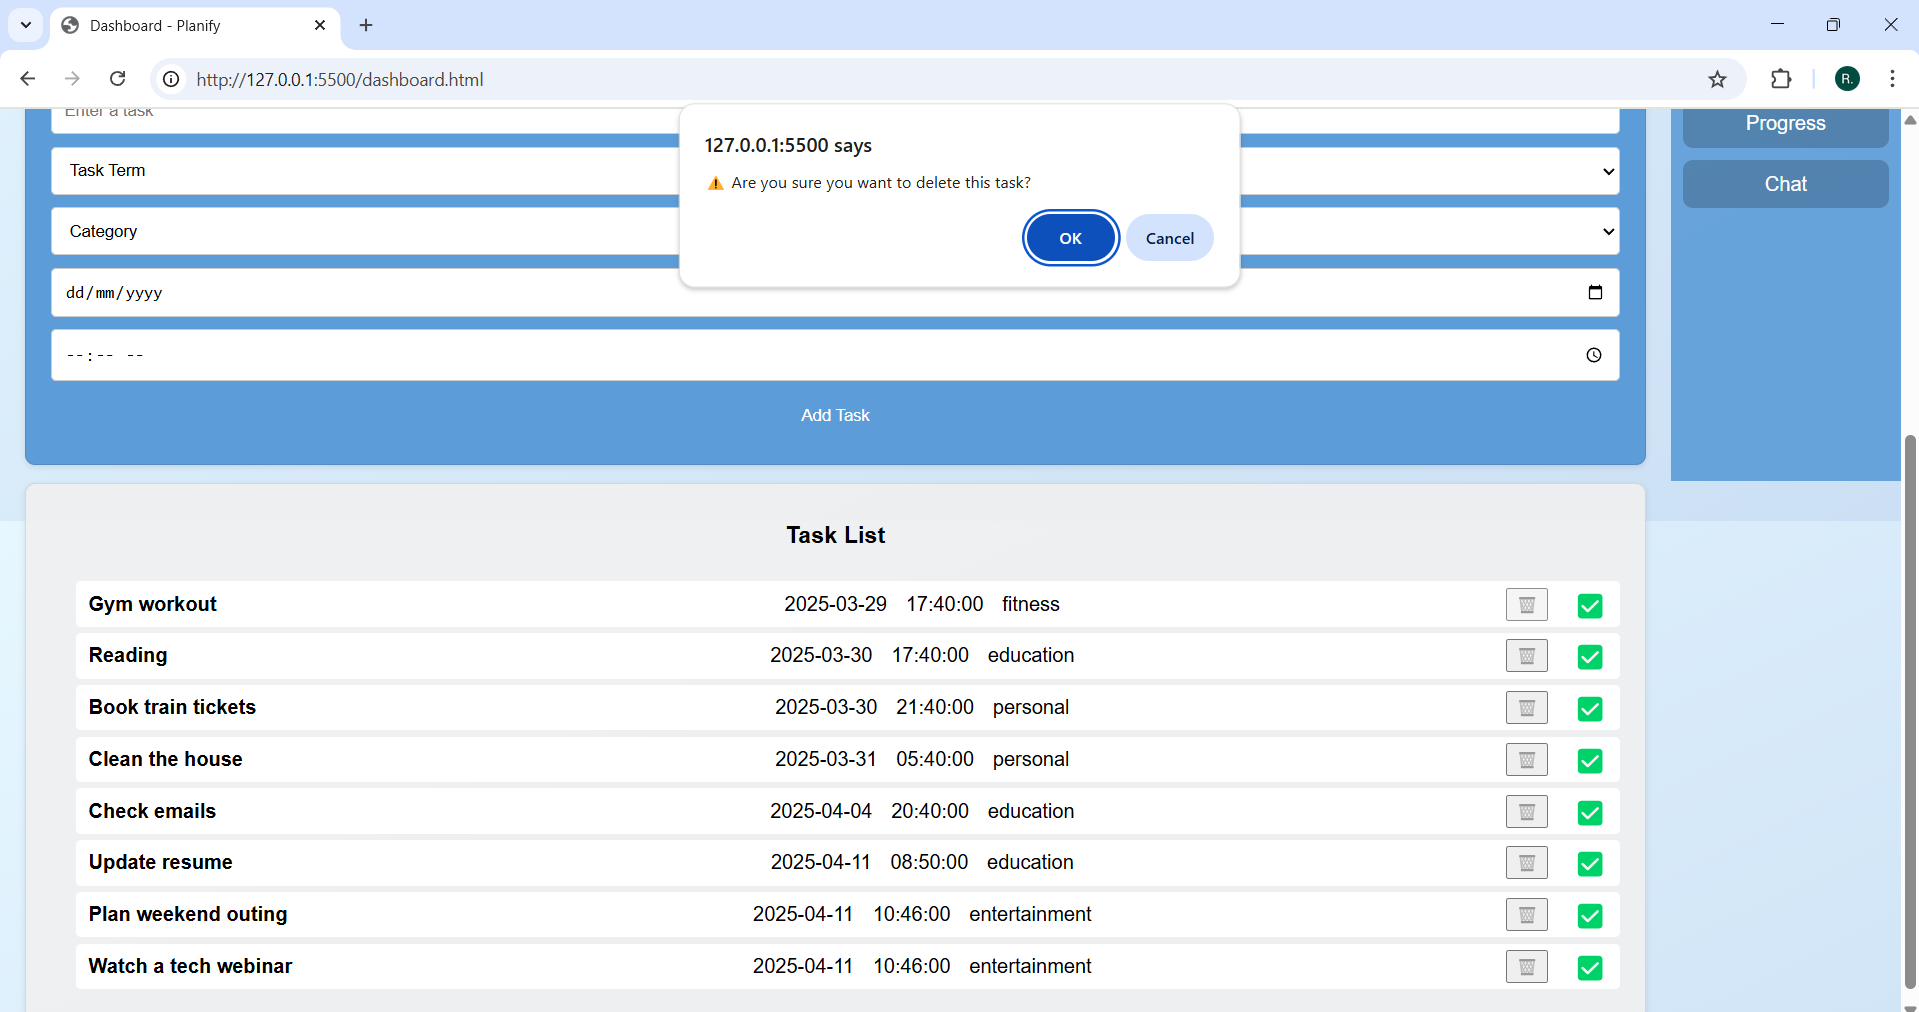 Dashboard - Planify
http://127.0.0.1:5500/dashboard.html
R.
Enter a task
127.0.0.1:5500 says
⚠️ Are you sure you want to delete this task?
OK Cancel
Task Term
Category
dd/mm/yyyy
--:-- --
Add Task
Progress
Chat
Task List
Gym workout 2025-03-29 17:40:00 fitness
Reading 2025-03-30 17:40:00 education
Book train tickets 2025-03-30 21:40:00 personal
Clean the house 2025-03-31 05:40:00 personal
Check emails 2025-04-04 20:40:00 education
Update resume 2025-04-11 08:50:00 education
Plan weekend outing 2025-04-11 10:46:00 entertainment
Watch a tech webinar 2025-04-11 10:46:00 entertainment